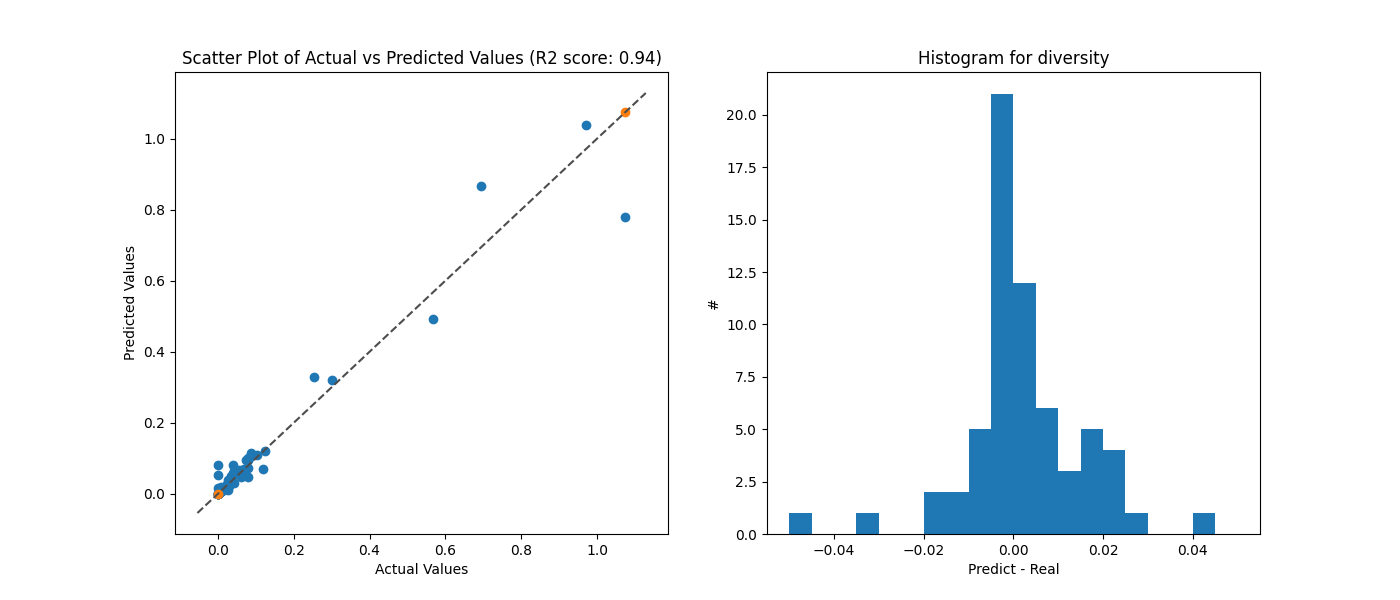 Scatter Plot of Actual vs Predicted Values (R2 score: 0.94)
Predicted Values
1.0
0.8
0.6
0.4
0.2
0.0
0.0 0.2 0.4 0.6 0.8 1.0
Actual Values
Histogram for diversity
#
20.0
17.5
15.0
12.5
10.0
7.5
5.0
2.5
0.0
−0.04 −0.02 0.00 0.02 0.04
Predict - Real